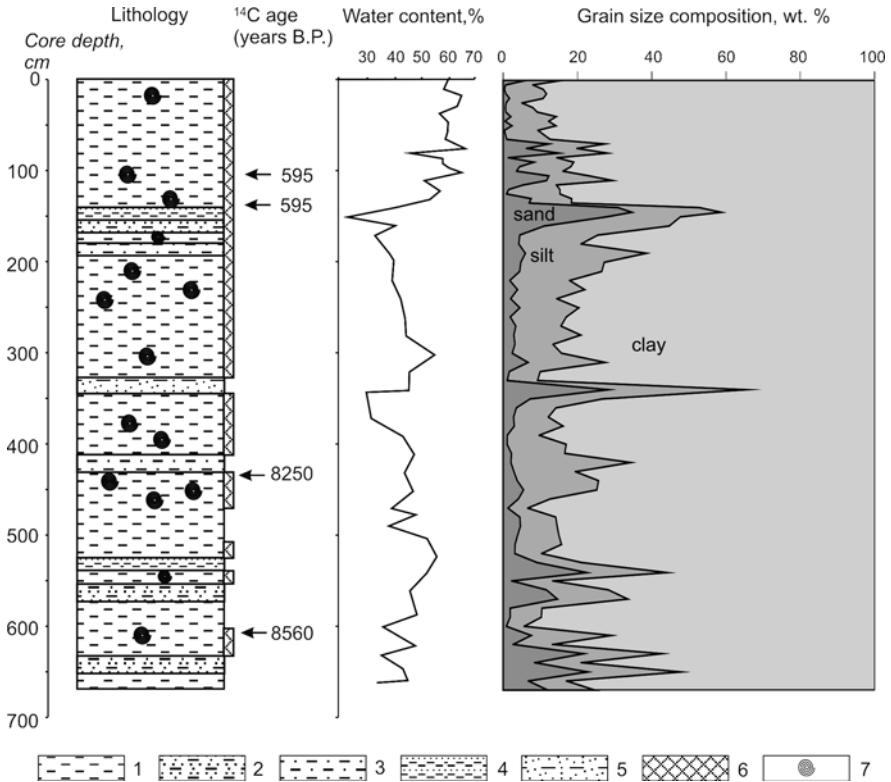 Lithology
¹⁴C age
(years B.P.)
Water content,%
Grain size composition, wt. %
Core depth,
cm
30 40 50 60 70
0 20 40 60 80 100
0
100
200
300
400
500
600
700
595
595
8250
8560
sand
silt
clay
1 2 3 4 5 6 7